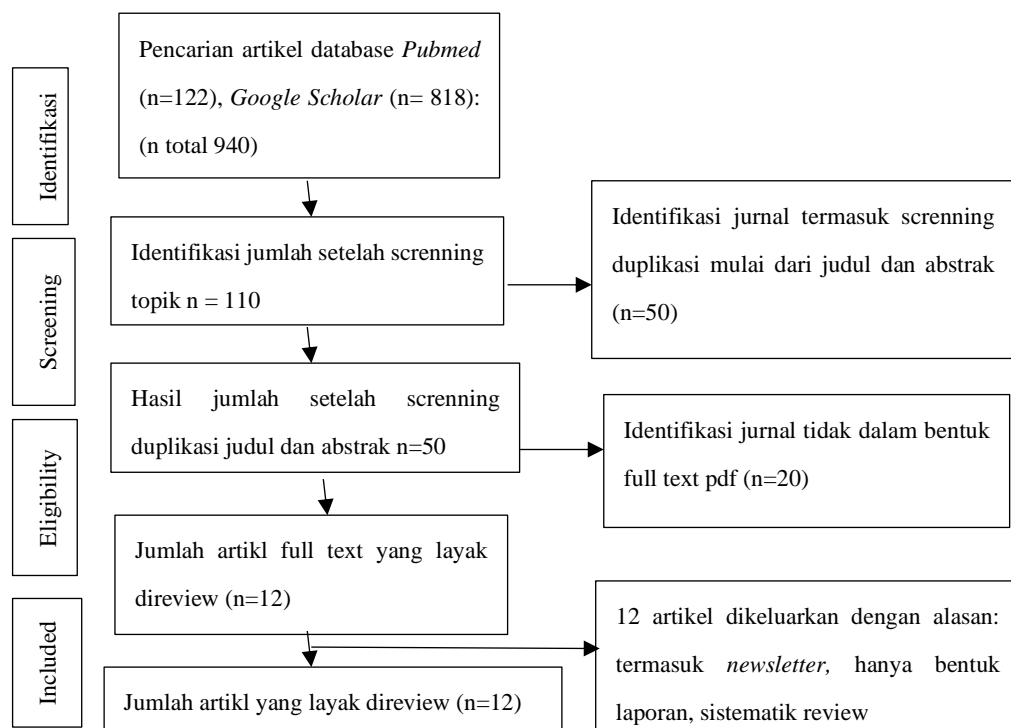 Pencarian artikel database Pubmed
(n=122), Google Scholar (n= 818):
(n total 940)
Identifikasi
Identifikasi jumlah setelah screnning
topik n = 110
Identifikasi jurnal termasuk screnning
duplikasi mulai dari judul dan abstrak
(n=50)
Screening
Hasil jumlah setelah screnning
duplikasi judul dan abstrak n=50
Identifikasi jurnal tidak dalam bentuk
full text pdf (n=20)
Eligibility
Jumlah artikl full text yang layak
direview (n=12)
12 artikel dikeluarkan dengan alasan:
termasuk newsletter, hanya bentuk
laporan, sistematik review
Included
Jumlah artikl yang layak direview (n=12)